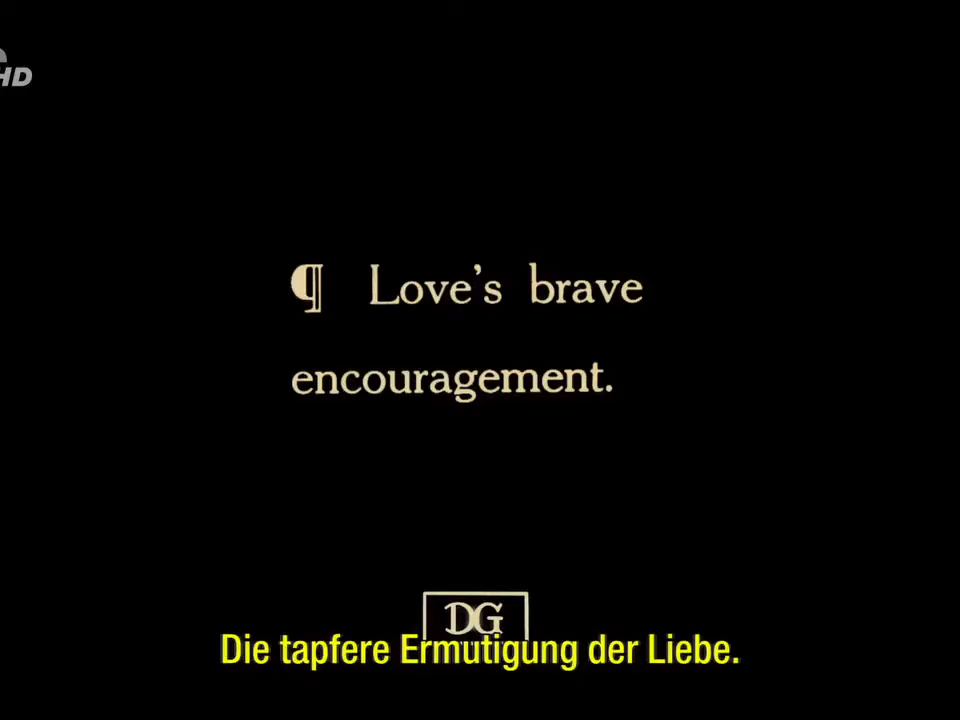 HD
¶ Love's brave
encouragement.
DG
Die tapfere Ermutigung der Liebe.